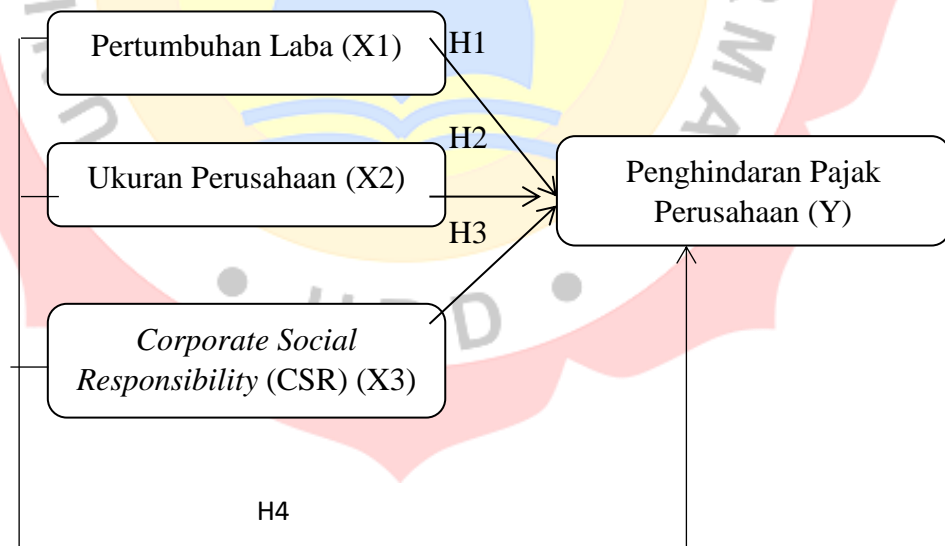 Pertumbuhan Laba (X1)
H1
H2
Ukuran Perusahaan (X2)
Penghindaran Pajak
Perusahaan (Y)
H3
Corporate Social
Responsibility (CSR) (X3)
H4